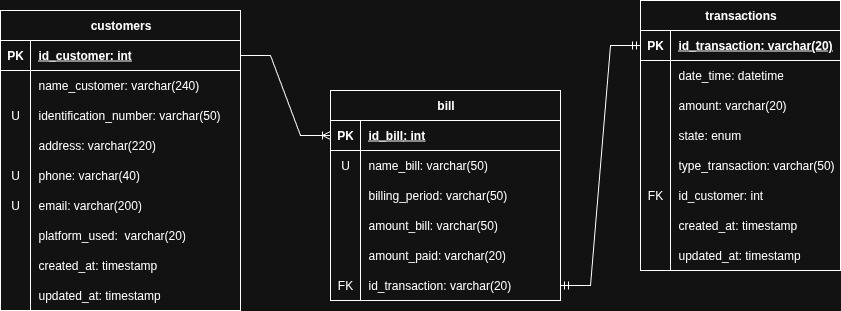 customers
PK id_customer: int
name_customer: varchar(240)
U identification_number: varchar(50)
address: varchar(220)
U phone: varchar(40)
U email: varchar(200)
platform_used:  varchar(20)
created_at: timestamp
updated_at: timestamp
bill
PK id_bill: int
U name_bill: varchar(50)
billing_period: varchar(50)
amount_bill: varchar(50)
amount_paid: varchar(20)
FK id_transaction: varchar(20)
transactions
PK id_transaction: varchar(20)
date_time: datetime
amount: varchar(20)
state: enum
type_transaction: varchar(50)
FK id_customer: int
created_at: timestamp
updated_at: timestamp